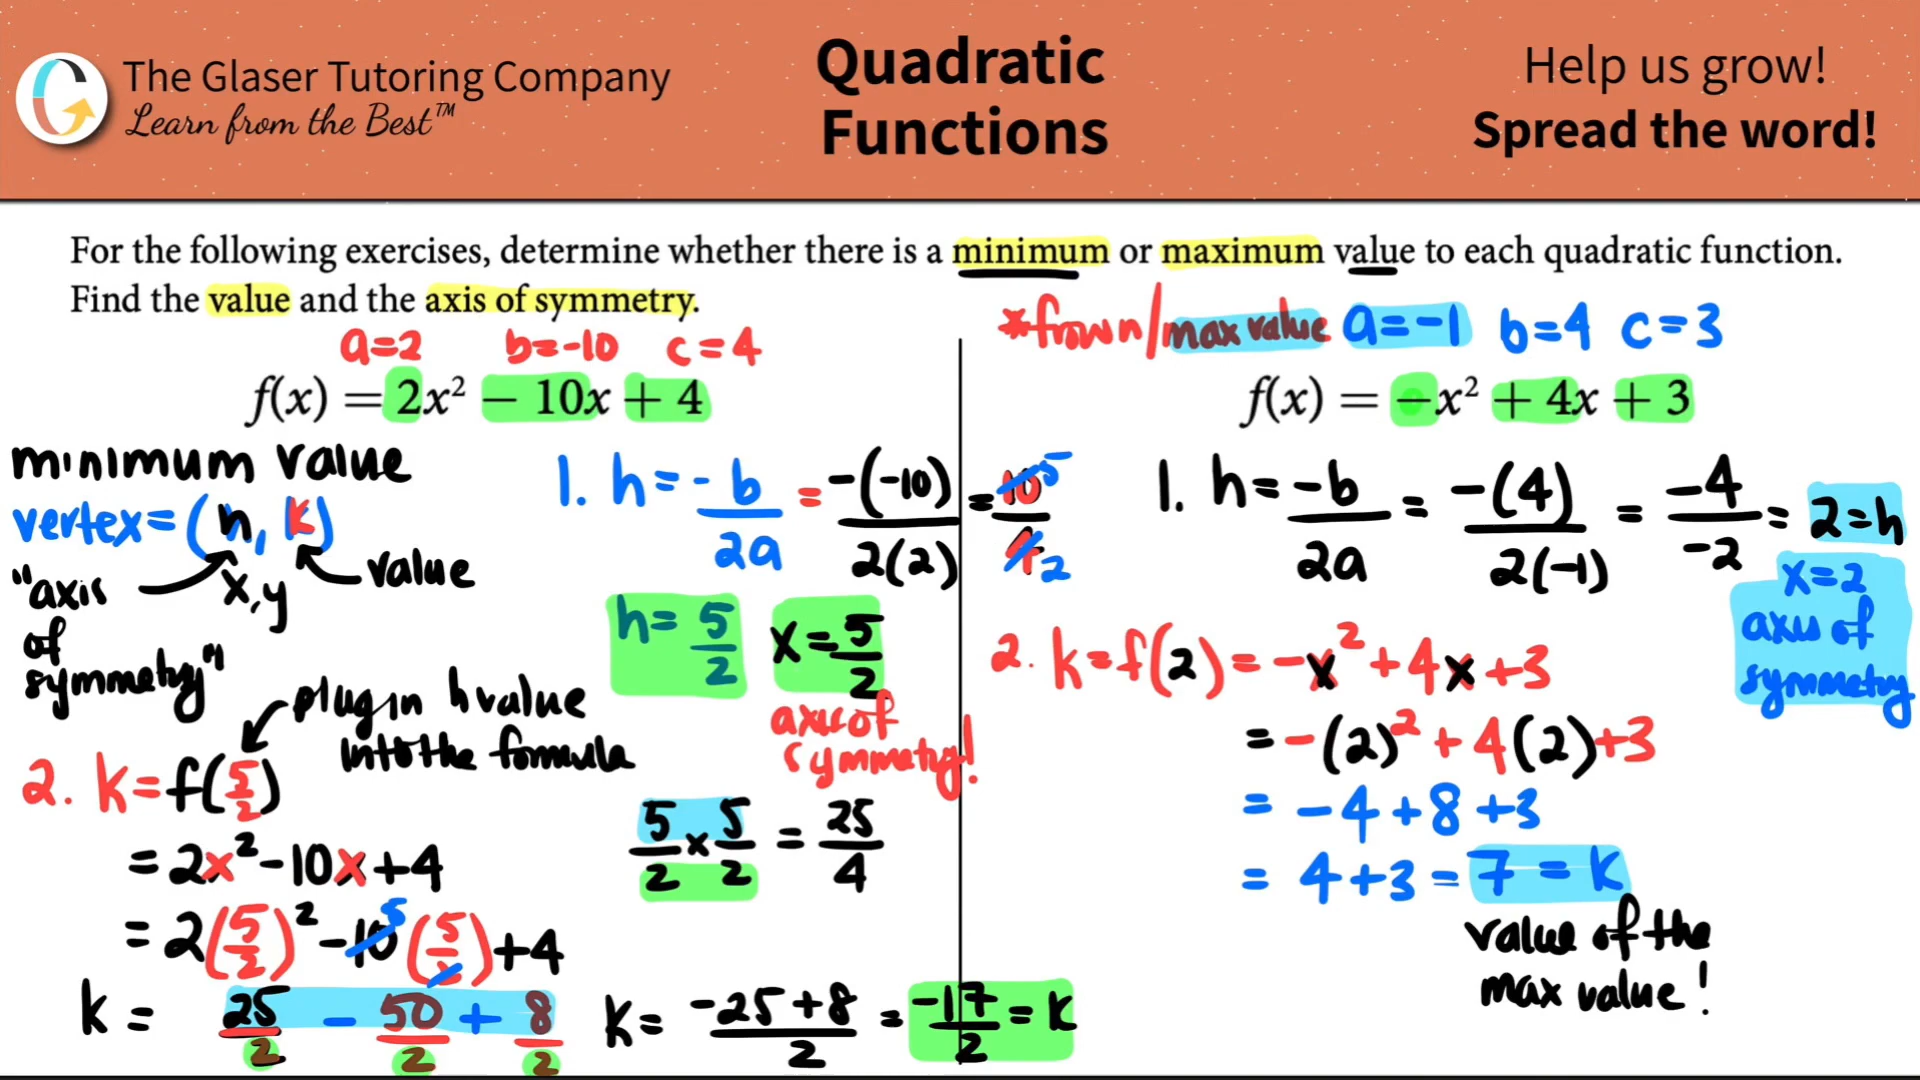 The Glaser Tutoring Company
Learn from the Best™
Quadratic
Functions
Help us grow!
Spread the word!
For the following exercises, determine whether there is a minimum or maximum value to each quadratic function.
Find the value and the axis of symmetry.
a=2 b=-10 c=4
f(x) = 2x² − 10x + 4
minimum value
vertex=(h, k)
x,y
value
"axis
of
symmetry"
1. h=-b/2a = -(-10)/2(2) = 10/4 5/2
h=5/2
x=5/2
axis of
symmetry!
plug in h value
into the formula
2. k=f(5/2)
=2x²-10x+4
=2(5/2)²-10(5/2)+4 5
5/2 x 5/2 = 25/4
k= 25/2 - 50/2 + 8/2
k= -25+8/2 = -17/2 = k
*frown/max value a=-1 b=4 c=3
f(x) = −x² + 4x + 3
1. h=-b/2a = -(4)/2(-1) = -4/-2 = 2=h
x=2
axis of
symmetry
2. k=f(2)=-x²+4x+3
=-(2)²+4(2)+3
= -4+8+3
= 4+3=7=k
value of the
max value!